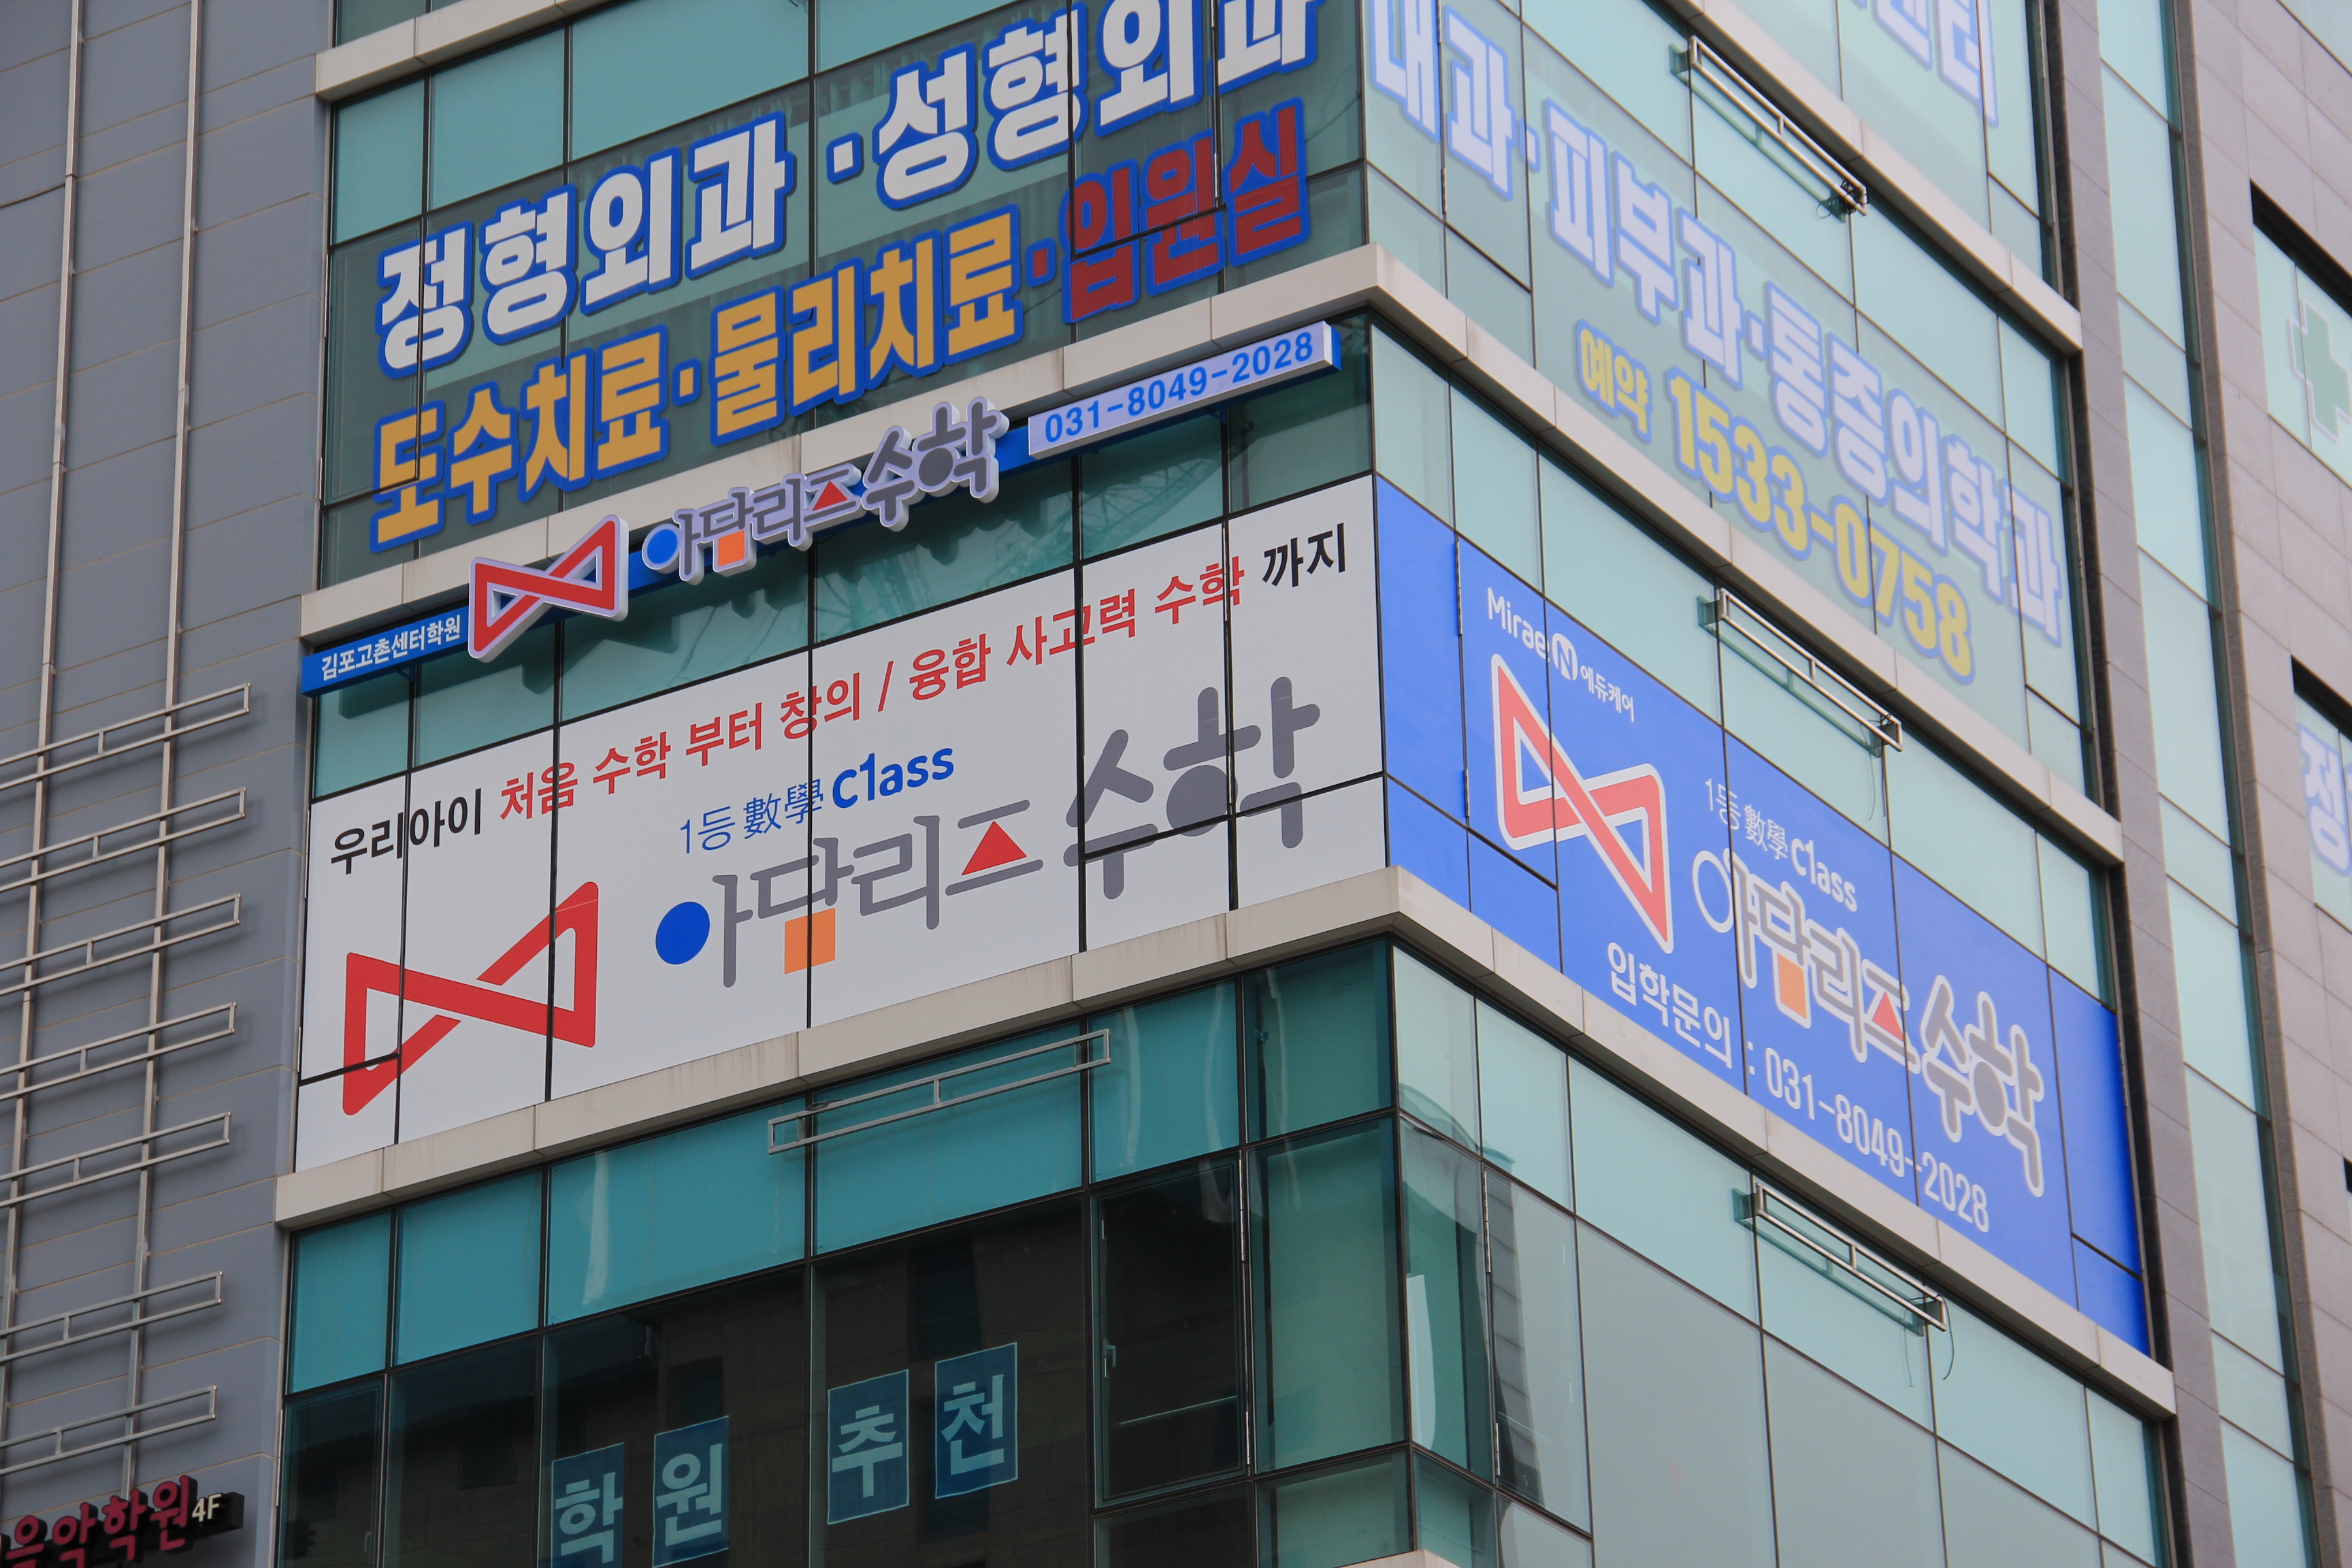 정형외과·성형외과
도수치료·물리치료·입원실
내과·피부과·통증의학과
예약 1533-0758
김포고촌센터학원
아담리즈수학
031-8049-2028
우리아이 처음 수학 부터 창의 / 융합 사고력 수학 까지
1등 數學 c1ass
아담리즈수학
Mirae N 에듀케어
1등 數學 c1ass
아담리즈수학
입학문의 : 031-8049-2028
학원 추천
음악학원 4F